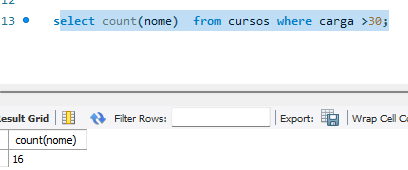 12
13 select count(nome) from cursos where carga >30;
Result Grid Filter Rows: Export: Wrap Cell Co
count(nome)
16